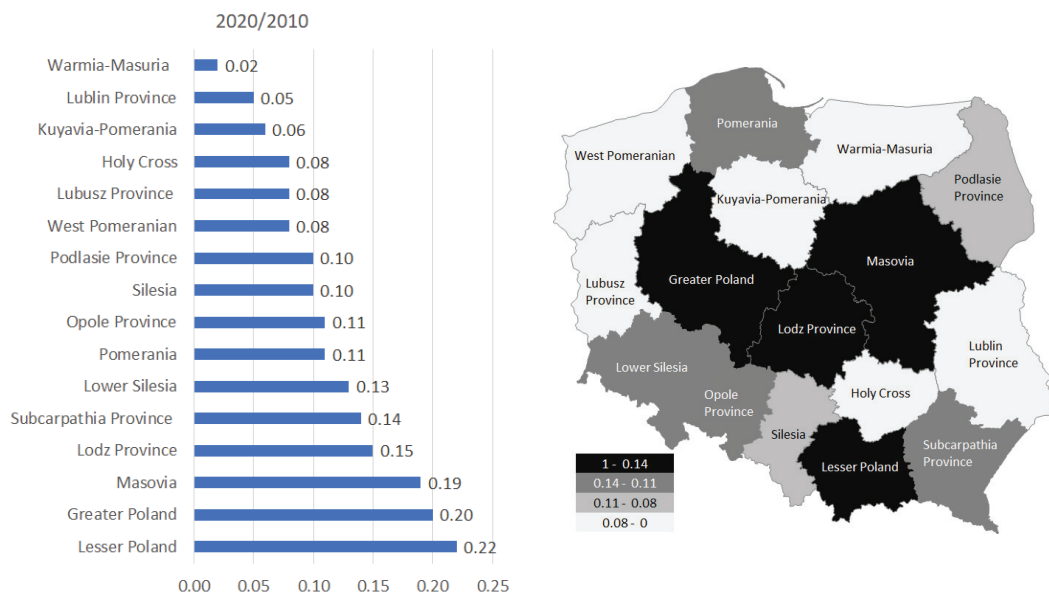 2020/2010
Warmia-Masuria 0.02
Lublin Province 0.05
Kuyavia-Pomerania 0.06
Holy Cross 0.08
Lubusz Province 0.08
West Pomeranian 0.08
Podlasie Province 0.10
Silesia 0.10
Opole Province 0.11
Pomerania 0.11
Lower Silesia 0.13
Subcarpathia Province 0.14
Lodz Province 0.15
Masovia 0.19
Greater Poland 0.20
Lesser Poland 0.22
0.00 0.05 0.10 0.15 0.20 0.25
Pomerania
West Pomeranian
Warmia-Masuria
Podlasie
Province
Kuyavia-Pomerania
Masovia
Greater Poland
Lubusz
Province
Lodz Province
Lublin
Province
Lower Silesia
Opole
Province
Holy Cross
Silesia
Subcarpathia
Province
Lesser Poland
1 - 0.14
0.14 - 0.11
0.11 - 0.08
0.08 - 0